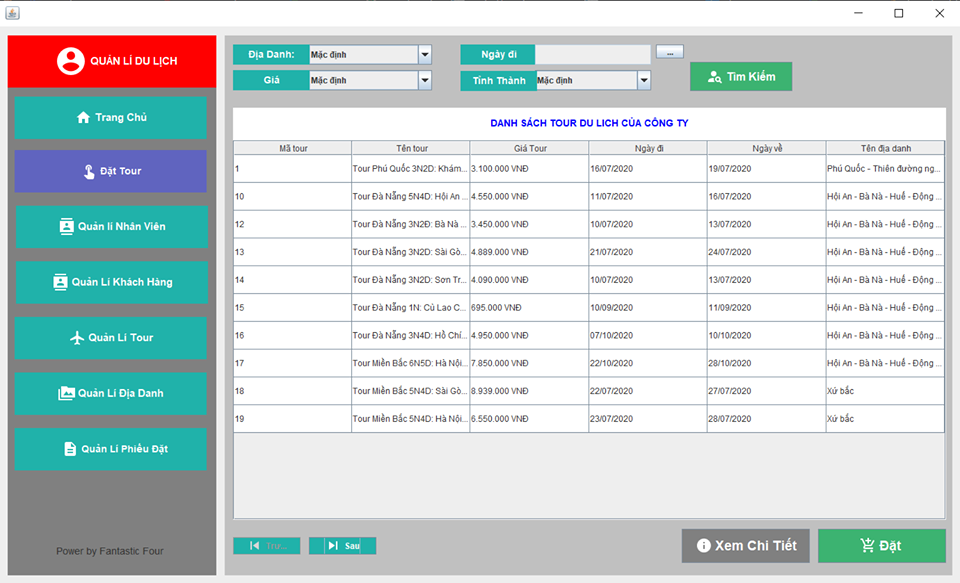 QUẢN LÍ DU LỊCH
Trang Chủ
Đặt Tour
Quản lí Nhân Viên
Quản Lí Khách Hàng
Quản Lí Tour
Quản Lí Địa Danh
Quản Lí Phiếu Đặt
Power by Fantastic Four
Địa Danh: Mặc định Ngày đi ...
Giá Mặc định Tỉnh Thành Mặc định Tìm Kiếm
DANH SÁCH TOUR DU LICH CỦA CÔNG TY
Mã tour Tên tour Giá Tour Ngày đi Ngày về Tên địa danh
1 Tour Phú Quốc 3N2D: Khám... 3.100.000 VNĐ 16/07/2020 19/07/2020 Phú Quốc - Thiên đường ng...
10 Tour Đà Nẵng 5N4D: Hội An ... 4.550.000 VNĐ 11/07/2020 16/07/2020 Hội An - Bà Nà - Huế - Động ...
12 Tour Đà Nẵng 3N2Đ: Bà Nà ... 3.450.000 VNĐ 10/07/2020 13/07/2020 Hội An - Bà Nà - Huế - Động ...
13 Tour Đà Nẵng 3N2D: Sài Gò... 4.889.000 VNĐ 21/07/2020 24/07/2020 Hội An - Bà Nà - Huế - Động ...
14 Tour Đà Nẵng 3N2D: Sơn Tr... 4.090.000 VNĐ 10/07/2020 13/07/2020 Hội An - Bà Nà - Huế - Động ...
15 Tour Đà Nẵng 1N: Cù Lao C... 695.000 VNĐ 10/09/2020 11/09/2020 Hội An - Bà Nà - Huế - Động ...
16 Tour Đà Nẵng 3N4D: Hồ Chí... 4.950.000 VNĐ 07/10/2020 10/10/2020 Hội An - Bà Nà - Huế - Động ...
17 Tour Miền Bắc 6N5D: Hà Nội... 7.850.000 VNĐ 22/10/2020 28/10/2020 Hội An - Bà Nà - Huế - Động ...
18 Tour Miền Bắc 5N4D: Sài Gò... 8.939.000 VNĐ 22/07/2020 27/07/2020 Xứ bắc
19 Tour Miền Bắc 5N4D: Hà Nội... 6.550.000 VNĐ 23/07/2020 28/07/2020 Xứ bắc
Trư... Sau Xem Chi Tiết Đặt